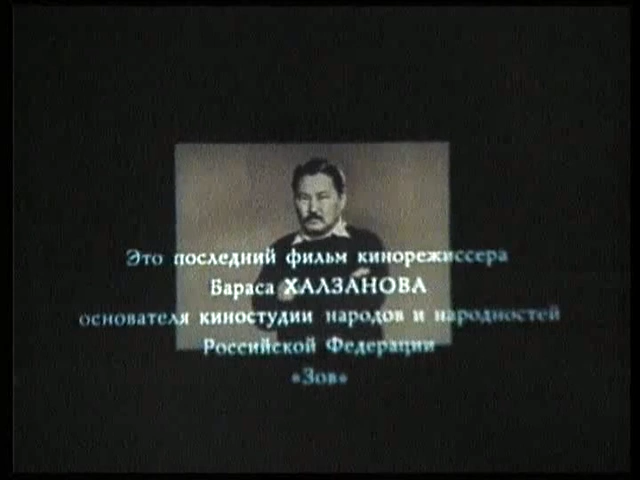 Это последний фильм кинорежиссера
Бараса ХАЛЗАНОВА
основателя киностудии народов и народностей
Российской Федерации
«Зов»